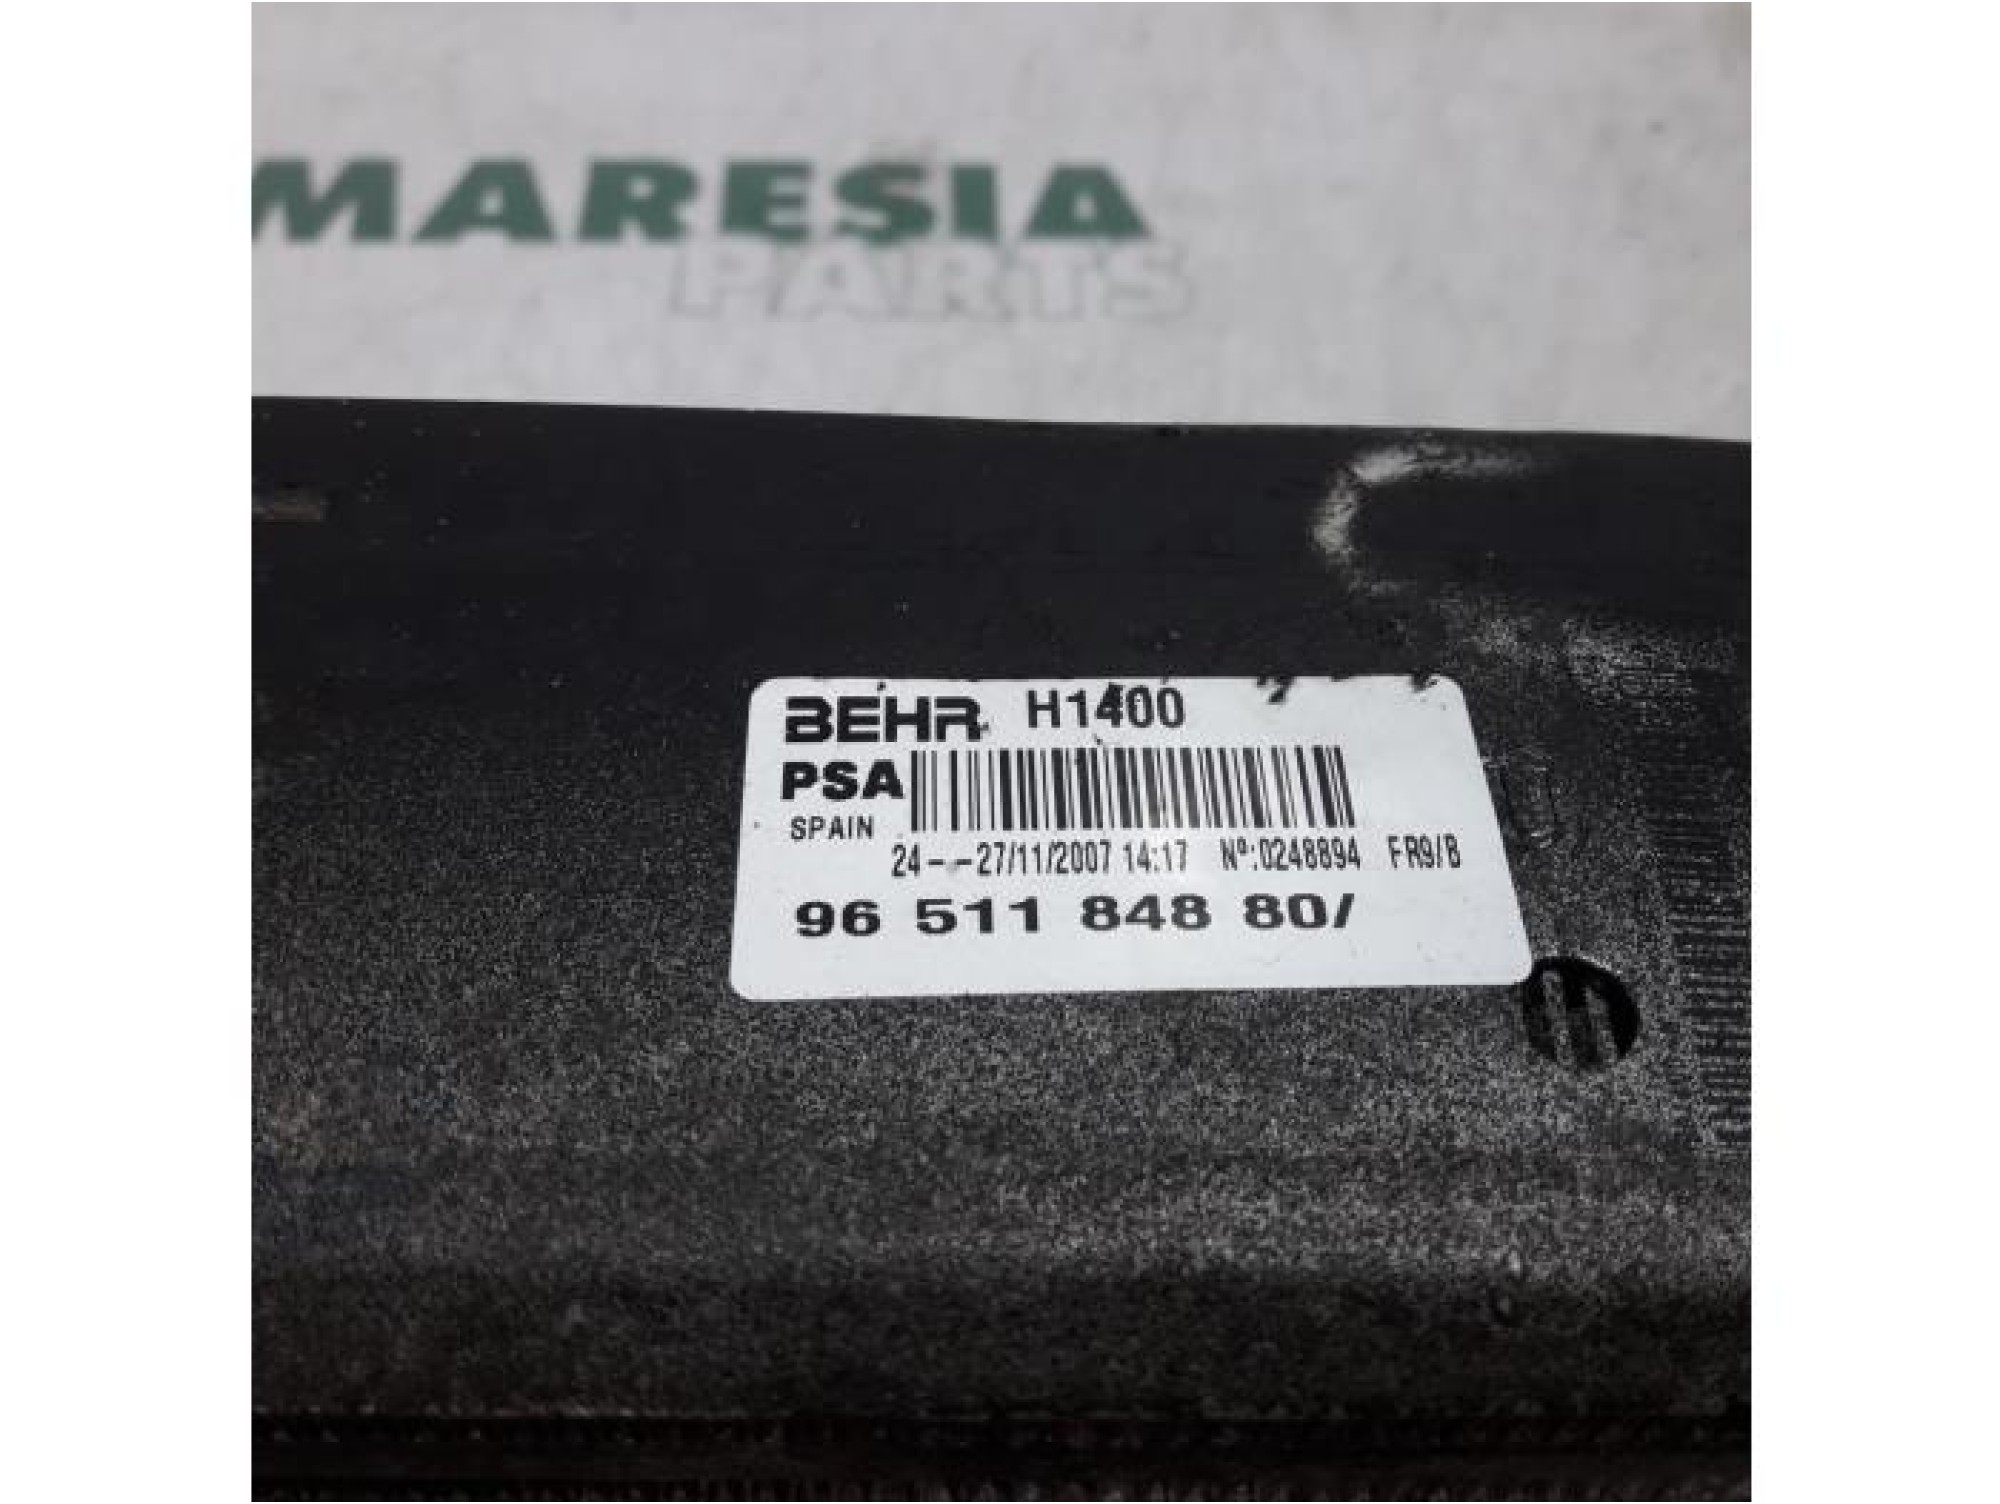 MARESIA
PARTS
BEHR H1400
PSA
SPAIN
24- -27/11/2007 14:17 Nº:0248894 FR9/B
96 511 848 80/